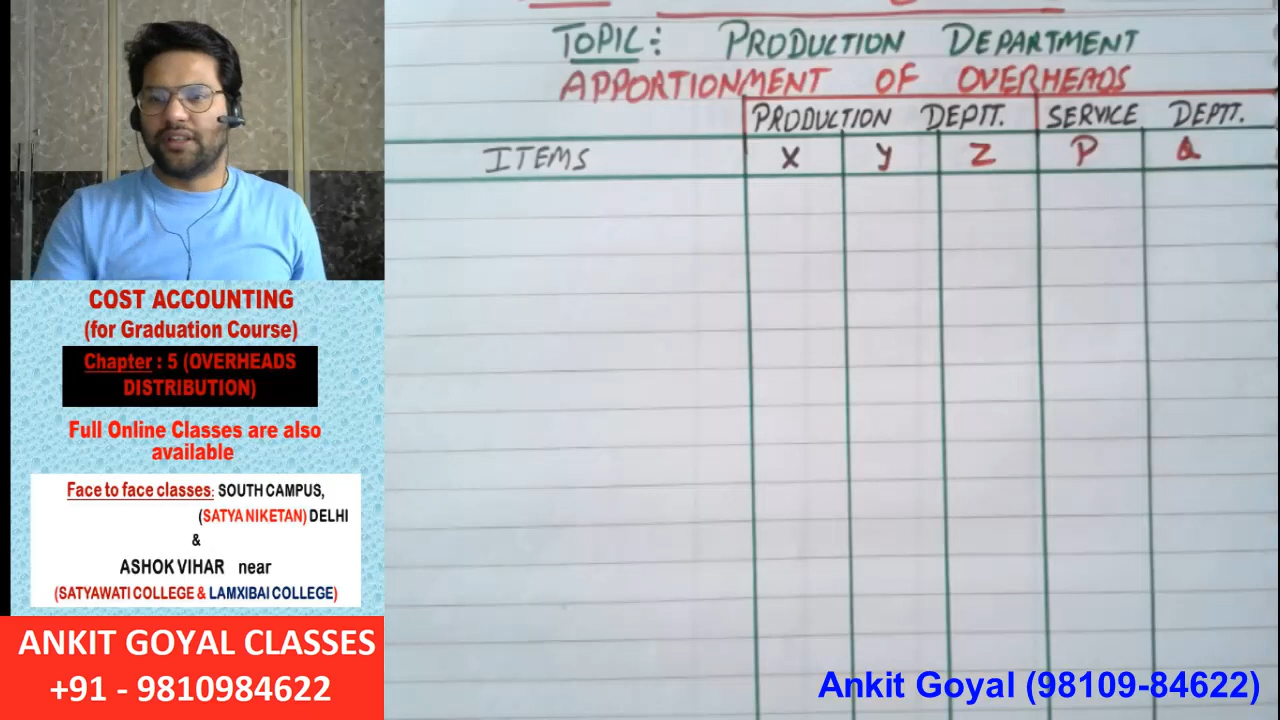 TOPIC: PRODUCTION DEPARTMENT
APPORTIONMENT OF OVERHEADS
PRODUCTION DEPTT. SERVICE DEPTT.
ITEMS X Y Z P Q
COST ACCOUNTING
(for Graduation Course)
Chapter : 5 (OVERHEADS
DISTRIBUTION)
Full Online Classes are also
available
Face to face classes: SOUTH CAMPUS,
(SATYA NIKETAN) DELHI
&
ASHOK VIHAR near
(SATYAWATI COLLEGE & LAMXIBAI COLLEGE)
ANKIT GOYAL CLASSES
+91 - 9810984622
Ankit Goyal (98109-84622)